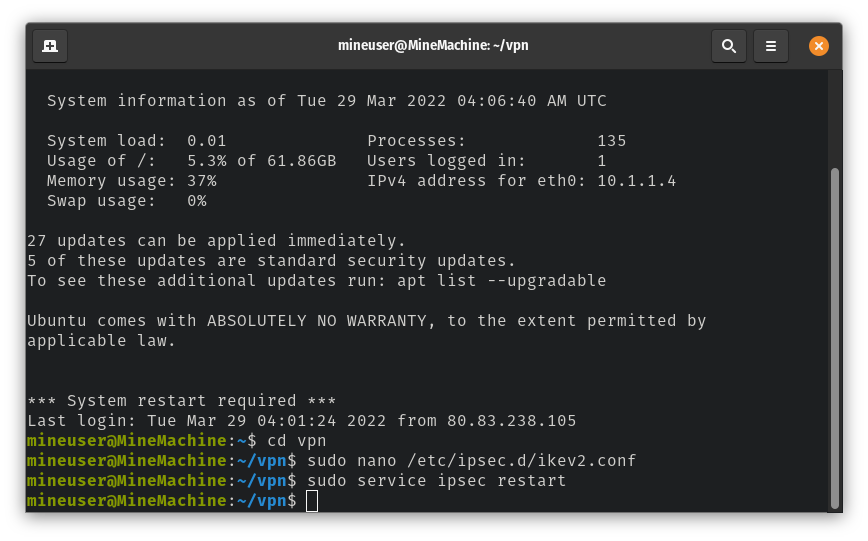 mineuser@MineMachine: ~/vpn
System information as of Tue 29 Mar 2022 04:06:40 AM UTC
System load:  0.01              Processes:             135
Usage of /:   5.3% of 61.86GB   Users logged in:       1
Memory usage: 37%               IPv4 address for eth0: 10.1.1.4
Swap usage:   0%
27 updates can be applied immediately.
5 of these updates are standard security updates.
To see these additional updates run: apt list --upgradable
Ubuntu comes with ABSOLUTELY NO WARRANTY, to the extent permitted by
applicable law.
*** System restart required ***
Last login: Tue Mar 29 04:01:24 2022 from 80.83.238.105
mineuser@MineMachine:~$ cd vpn
mineuser@MineMachine:~/vpn$ sudo nano /etc/ipsec.d/ikev2.conf
mineuser@MineMachine:~/vpn$ sudo service ipsec restart
mineuser@MineMachine:~/vpn$